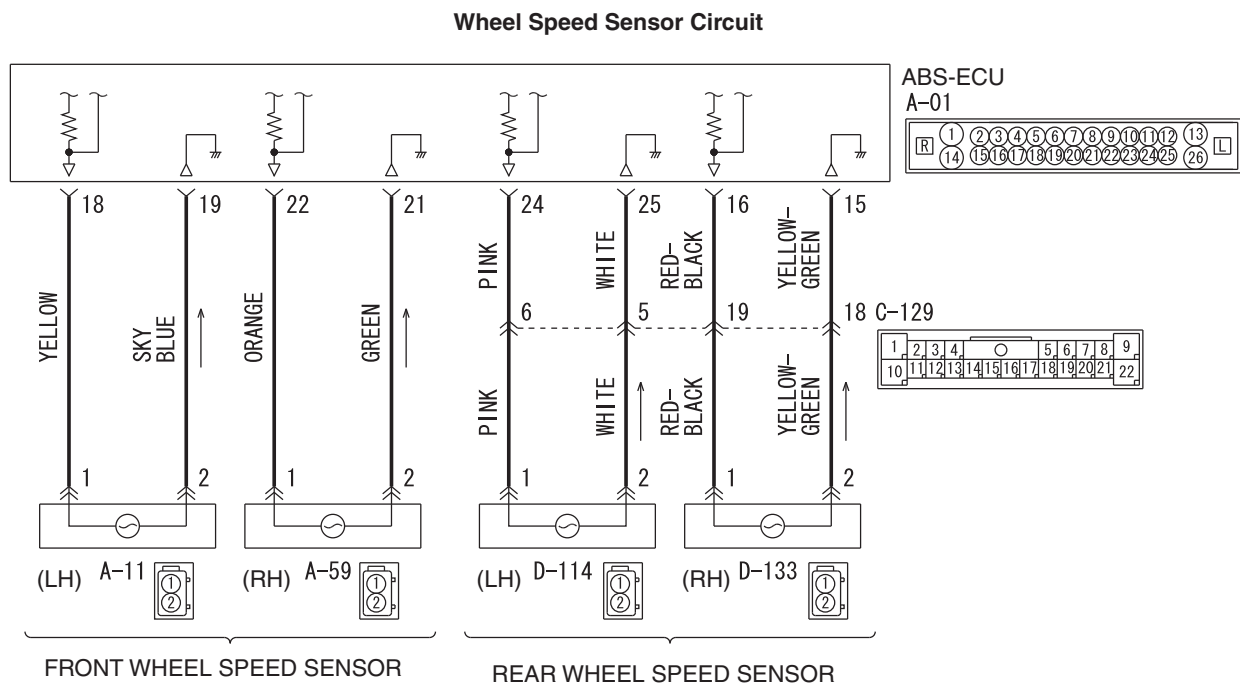 Wheel Speed Sensor Circuit
ABS-ECU
A-01
R 1 2 3 4 5 6 7 8 9 10 11 12 13 L
14 15 16 17 18 19 20 21 22 23 24 25 26
18 19 22 21 24 25 16 15
YELLOW
SKY
BLUE
ORANGE
GREEN
PINK
WHITE
RED-
BLACK
YELLOW-
GREEN
6 5 19 18 C-129
1 2 3 4 5 6 7 8 9
10 11 12 13 14 15 16 17 18 19 20 21 22
PINK
WHITE
RED-
BLACK
YELLOW-
GREEN
1 2 1 2 1 2 1 2
(LH) A-11 1 2
(RH) A-59 1 2
(LH) D-114 1 2
(RH) D-133 1 2
FRONT WHEEL SPEED SENSOR
REAR WHEEL SPEED SENSOR